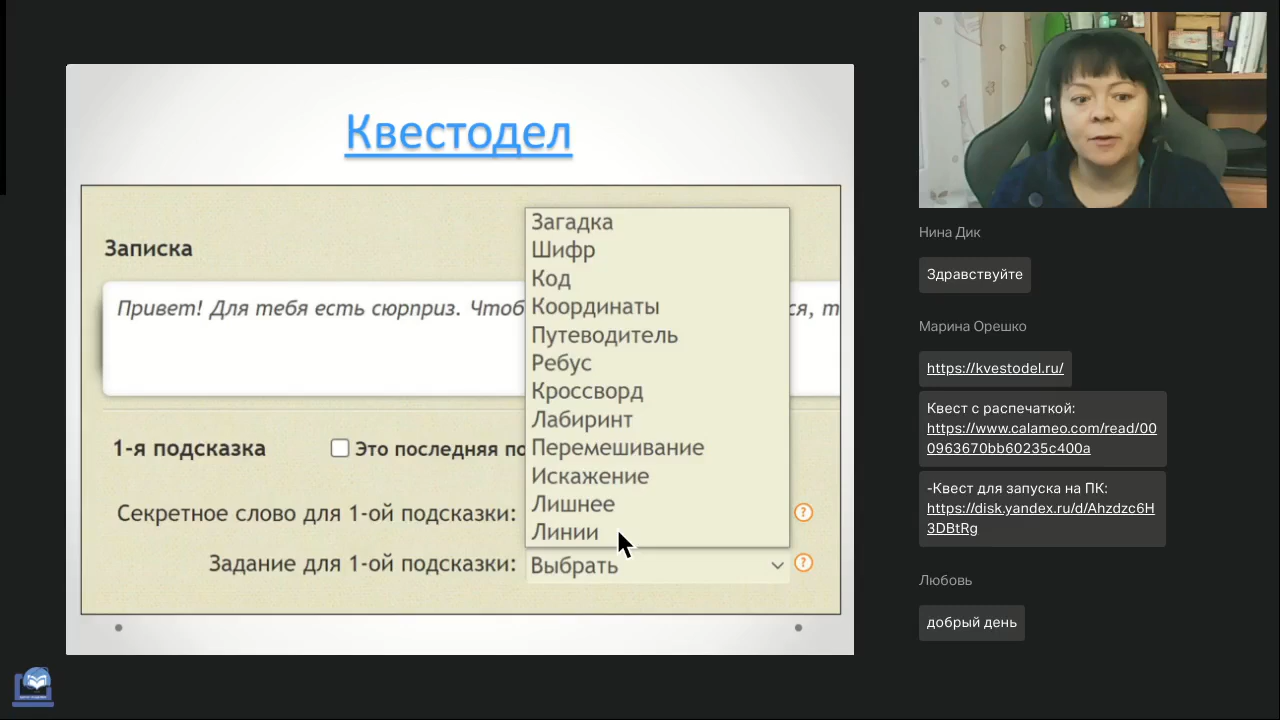 Квестодел
Записка
Привет! Для тебя есть сюрприз. Чтоб
ся, т
Загадка
Шифр
Код
Координаты
Путеводитель
Ребус
Кроссворд
Лабиринт
Перемешивание
Искажение
Лишнее
Линии
1-я подсказка
Это последняя по
Секретное слово для 1-ой подсказки:
Задание для 1-ой подсказки:
Выбрать
Нина Дик
Здравствуйте
Марина Орешко
https://kvestodel.ru/
Квест с распечаткой:
https://www.calameo.com/read/00
0963670bb60235c400a
-Квест для запуска на ПК:
https://disk.yandex.ru/d/Ahzdzc6H
3DBtRg
Любовь
добрый день